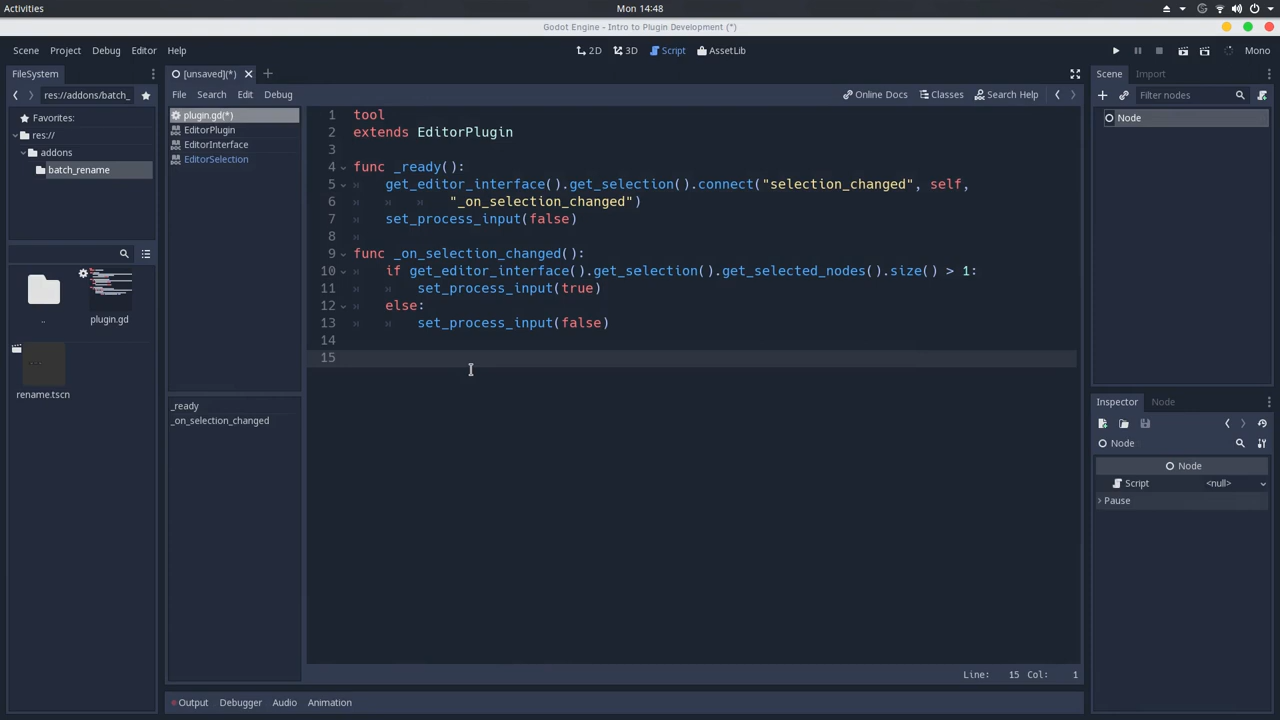 Activities
Mon 14:48
Godot Engine - Intro to Plugin Development (*)
Scene Project Debug Editor Help
2D 3D Script AssetLib
Mono
FileSystem
res://addons/batch_
Favorites:
res://
addons
batch_rename
..
plugin.gd
rename.tscn
[unsaved](*)
File Search Edit Debug
Online Docs Classes Search Help
plugin.gd(*)
EditorPlugin
EditorInterface
EditorSelection
_ready
_on_selection_changed
1 tool
2 extends EditorPlugin
3
4 func _ready():
5 get_editor_interface().get_selection().connect("selection_changed", self,
6 "_on_selection_changed")
7 set_process_input(false)
8
9 func _on_selection_changed():
10 if get_editor_interface().get_selection().get_selected_nodes().size() > 1:
11 set_process_input(true)
12 else:
13 set_process_input(false)
14
15
Line: 15 Col: 1
Output Debugger Audio Animation
Scene Import
Filter nodes
Node
Inspector Node
Node
Node
Script <null>
Pause